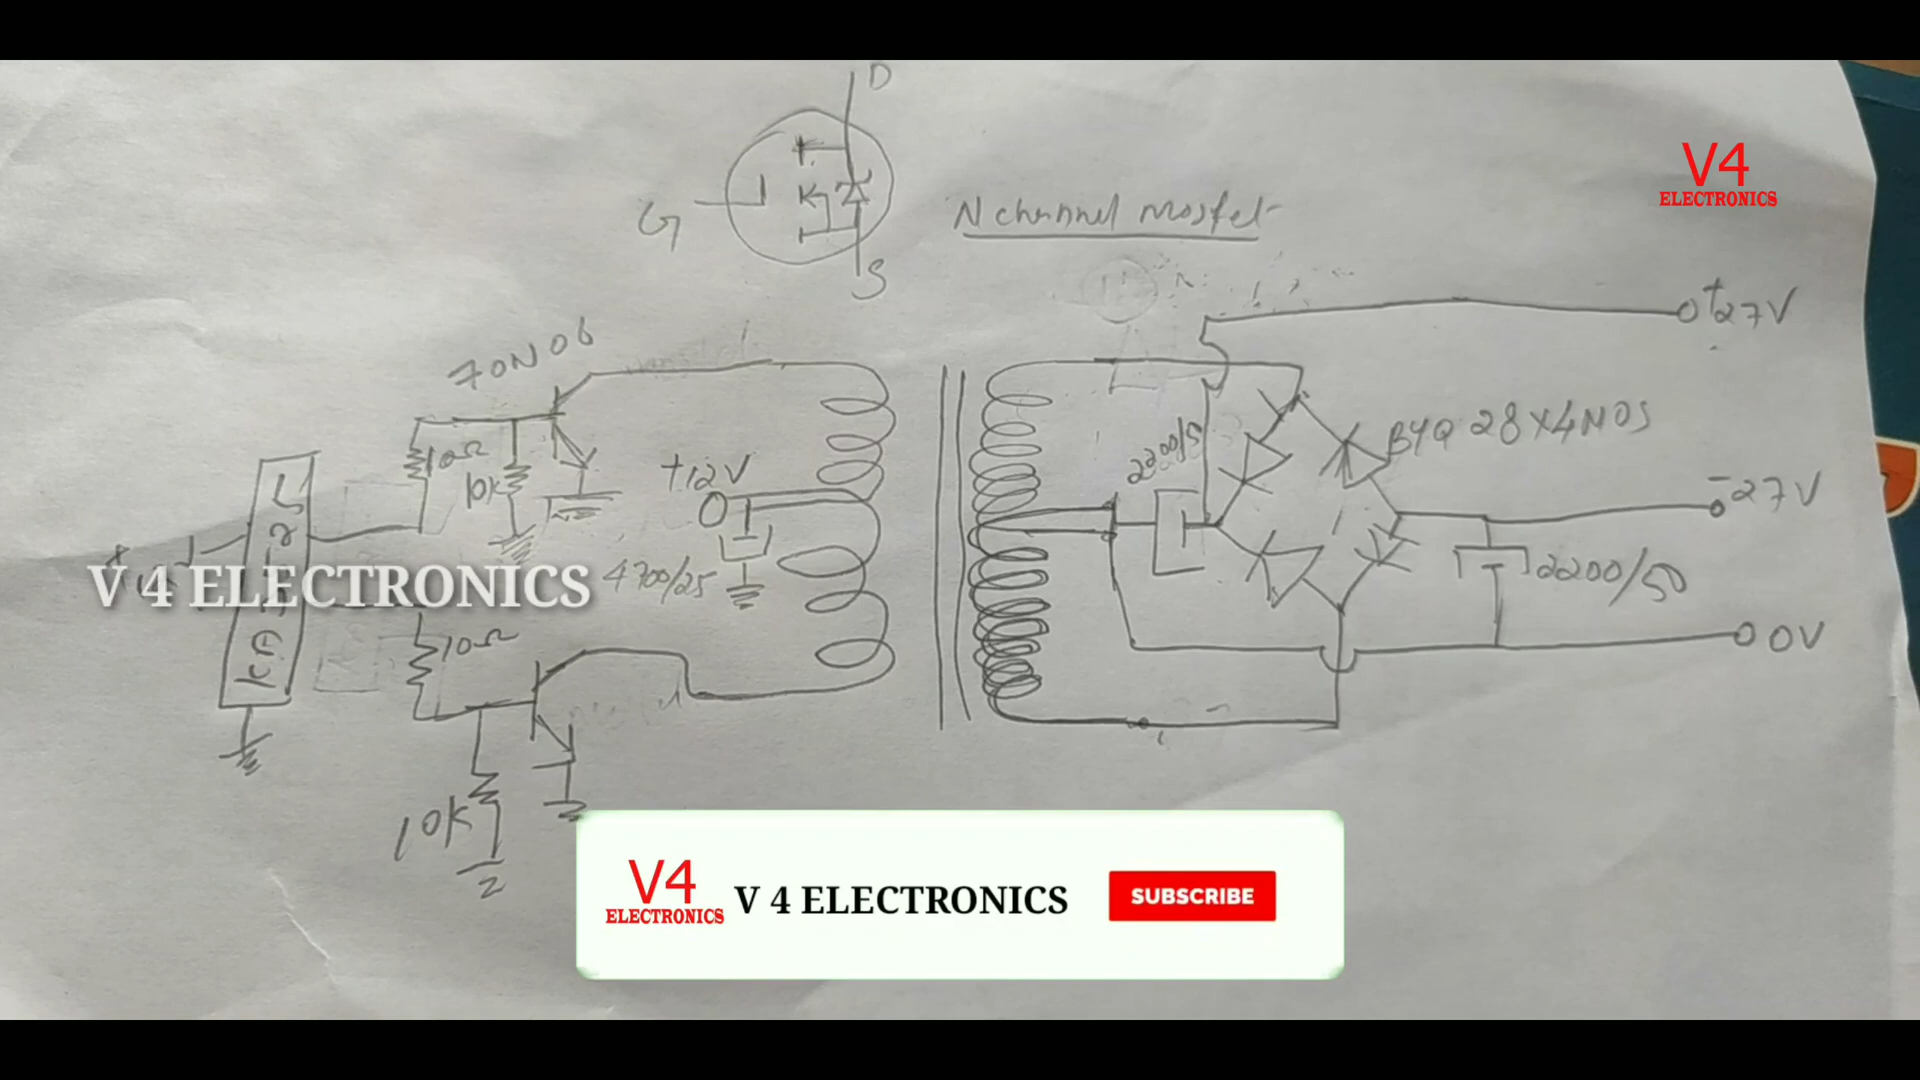 D
G
S
N channel mosfet
V4
ELECTRONICS
+27V
70N06
10Ω
10K
+12V
4700/25
2200/50
BYQ 28X4NOS
-27V
2200/50
0V
V 4 ELECTRONICS
KA3525
10Ω
10K
V4
ELECTRONICS
V 4 ELECTRONICS
SUBSCRIBE